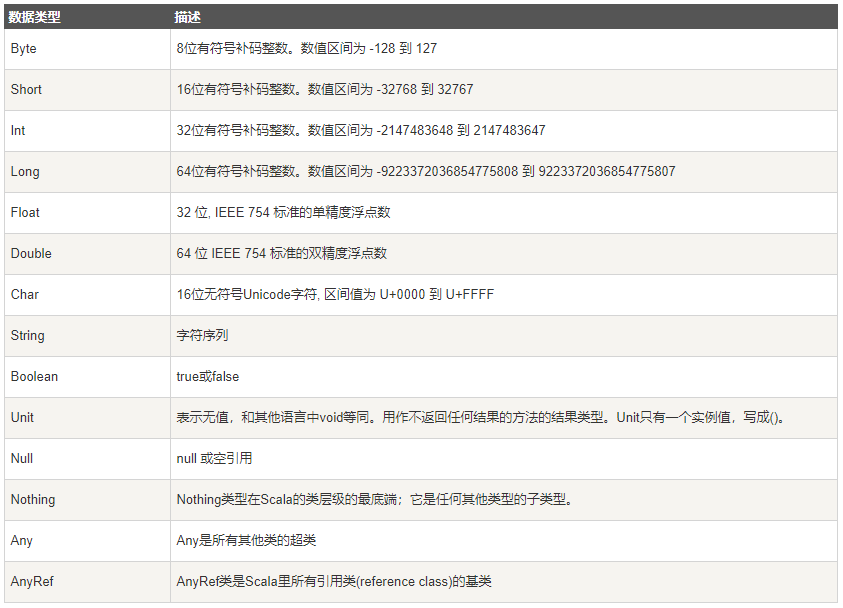 数据类型 描述
Byte 8位有符号补码整数。数值区间为 -128 到 127
Short 16位有符号补码整数。数值区间为 -32768 到 32767
Int 32位有符号补码整数。数值区间为 -2147483648 到 2147483647
Long 64位有符号补码整数。数值区间为 -9223372036854775808 到 9223372036854775807
Float 32 位, IEEE 754 标准的单精度浮点数
Double 64 位 IEEE 754 标准的双精度浮点数
Char 16位无符号Unicode字符, 区间值为 U+0000 到 U+FFFF
String 字符序列
Boolean true或false
Unit 表示无值，和其他语言中void等同。用作不返回任何结果的方法的结果类型。Unit只有一个实例值，写成()。
Null null 或空引用
Nothing Nothing类型在Scala的类层级的最底端；它是任何其他类型的子类型。
Any Any是所有其他类的超类
AnyRef AnyRef类是Scala里所有引用类(reference class)的基类